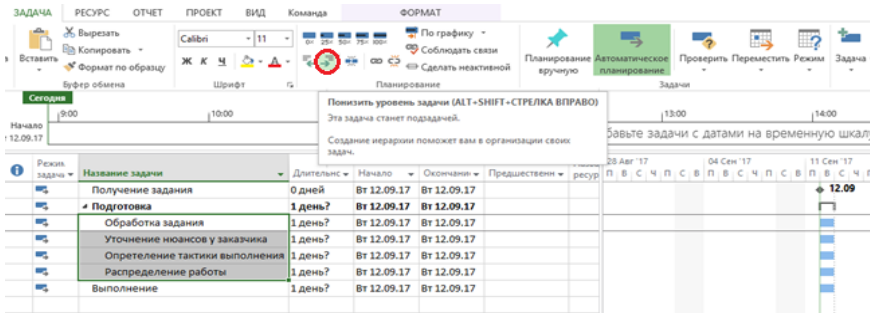 ЗАДАЧА РЕСУРС ОТЧЕТ ПРОЕКТ ВИД Команда ФОРМАТ
Вставить
Вырезать
Копировать
Формат по образцу
Буфер обмена
Calibri 11
Ж К Ч
Шрифт
0% 25% 50% 75% 100%
По графику
Соблюдать связи
Сделать неактивной
Планирование
Планирование вручную
Автоматическое планирование
Проверить Переместить Режим Задача
Задачи
Понизить уровень задачи (ALT+SHIFT+СТРЕЛКА ВПРАВО)
Эта задача станет подзадачей.
Создание иерархии поможет вам в организации своих
задач.
Сегодня
9:00 10:00 13:00 14:00
Начало
12.09.17
бавьте задачи с датами на временную шкал
Режим задачи Название задачи Длительнс Начало Окончани Предшественн ресур
28 Авг '17 04 Сен '17 11 Сен '17
П В С Ч П С В П В С Ч П С В П В С Ч
Получение задания 0 дней Вт 12.09.17 Вт 12.09.17 12.09
Подготовка 1 день? Вт 12.09.17 Вт 12.09.17
Обработка задания 1 день? Вт 12.09.17 Вт 12.09.17
Уточнение нюансов у заказчика 1 день? Вт 12.09.17 Вт 12.09.17
Опретеление тактики выполнения 1 день? Вт 12.09.17 Вт 12.09.17
Распределение работы 1 день? Вт 12.09.17 Вт 12.09.17
Выполнение 1 день? Вт 12.09.17 Вт 12.09.17